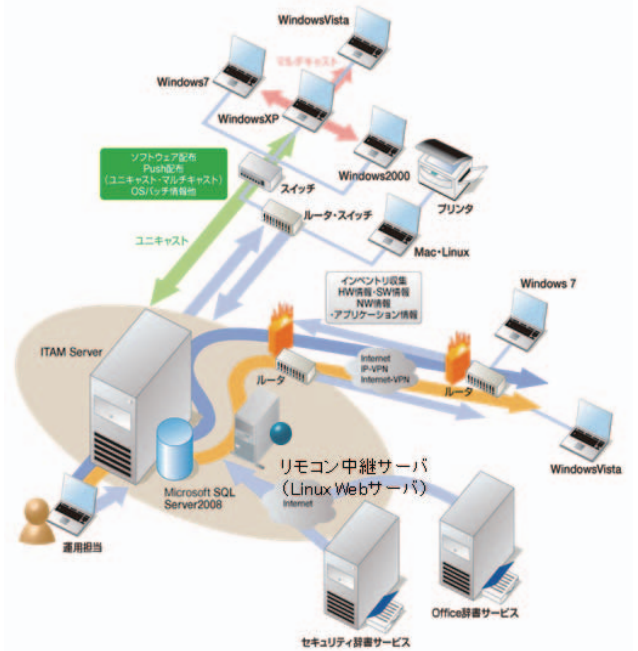 WindowsVista
マルチキャスト
Windows7
WindowsXP
Windows2000
ソフトウェア配布
Push配布
(ユニキャスト・マルチキャスト)
OSパッチ情報他
スイッチ
プリンタ
ルータ・スイッチ
ユニキャスト
Mac・Linux
インベントリ収集
HW情報・SW情報
NW情報
・アプリケーション情報
Windows 7
ITAM Server
ルータ
Internet
IP-VPN
Internet-VPN
ルータ
WindowsVista
リモコン中継サーバ
(Linux Webサーバ)
Microsoft SQL
Server2008
Internet
運用担当
Office辞書サービス
セキュリティ辞書サービス